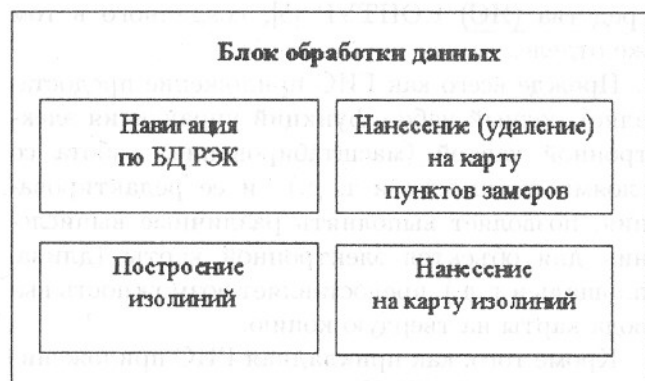 Блок обработки данных
Навигация
по БД РЭК
Нанесение (удаление)
на карту
пунктов замеров
Построение
изолиний
Нанесение
на карту изолиний